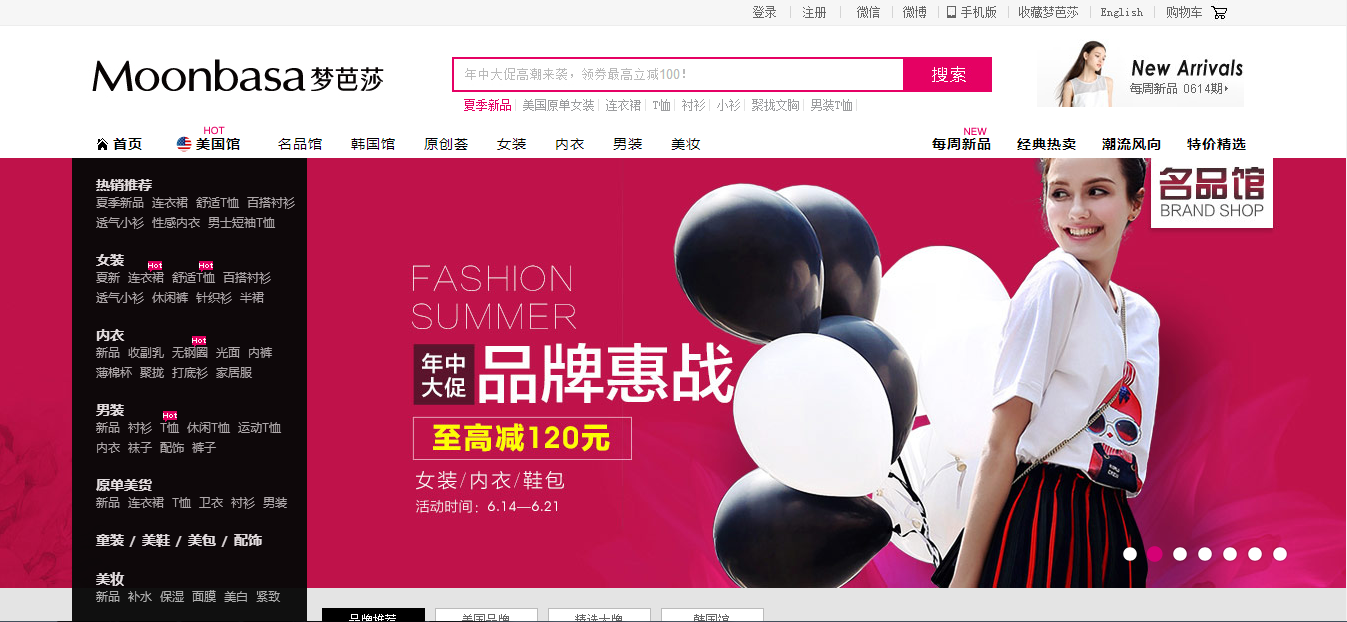 登录 注册 微信 微博 手机版 收藏梦芭莎 English 购物车
Moonbasa 梦芭莎
年中大促高潮来袭，领券最高立减100！ 搜索
夏季新品 美国原单女装 连衣裙 T恤 衬衫 小衫 聚拢文胸 男装T恤
New Arrivals
每周新品 0614期
HOT
NEW
首页 美国馆 名品馆 韩国馆 原创荟 女装 内衣 男装 美妆 每周新品 经典热卖 潮流风向 特价精选
热销推荐
夏季新品 连衣裙 舒适T恤 百搭衬衫
透气小衫 性感内衣 男士短袖T恤
女装
Hot Hot
夏新 连衣裙 舒适T恤 百搭衬衫
透气小衫 休闲裤 针织衫 半裙
内衣
Hot
新品 收副乳 无钢圈 光面 内裤
薄棉杯 聚拢 打底衫 家居服
男装
Hot
新品 衬衫 T恤 休闲T恤 运动T恤
内衣 袜子 配饰 裤子
原单美货
新品 连衣裙 T恤 卫衣 衬衫 男装
童装 / 美鞋 / 美包 / 配饰
美妆
新品 补水 保湿 面膜 美白 紧致
FASHION
SUMMER
年中
大促
品牌惠战
至高减120元
女装/内衣/鞋包
活动时间：6.14—6.21
名品馆
BRAND SHOP
品牌推荐 美国品牌 精选大牌 韩国馆